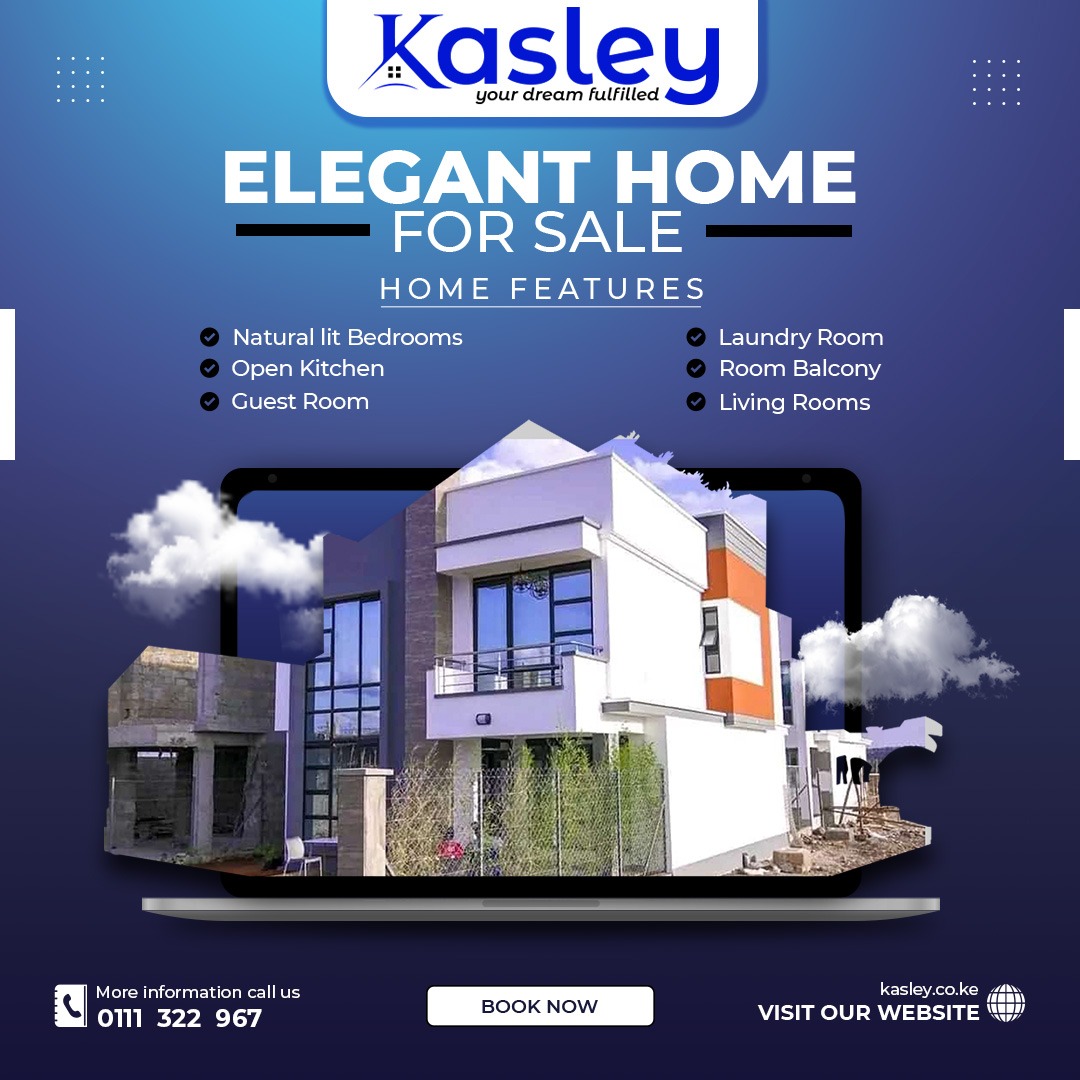 Kasley
your dream fulfilled
ELEGANT HOME
FOR SALE
HOME FEATURES
Natural lit Bedrooms
Open Kitchen
Guest Room
Laundry Room
Room Balcony
Living Rooms
More information call us
0111 322 967
BOOK NOW
kasley.co.ke
VISIT OUR WEBSITE